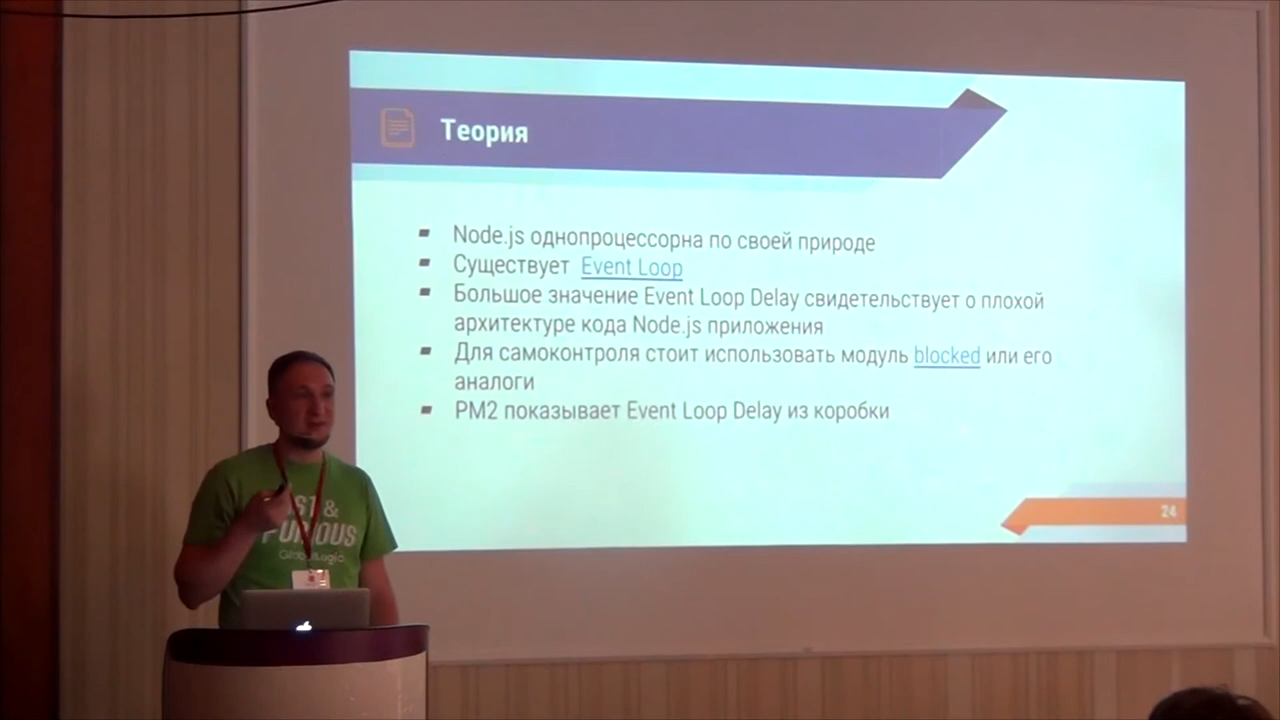 Теория
Node.js однопроцессорна по своей природе
Существует Event Loop
Большое значение Event Loop Delay свидетельствует о плохой
архитектуре кода Node.js приложения
Для самоконтроля стоит использовать модуль blocked или его
аналоги
PM2 показывает Event Loop Delay из коробки
24
&
GlobalLogic